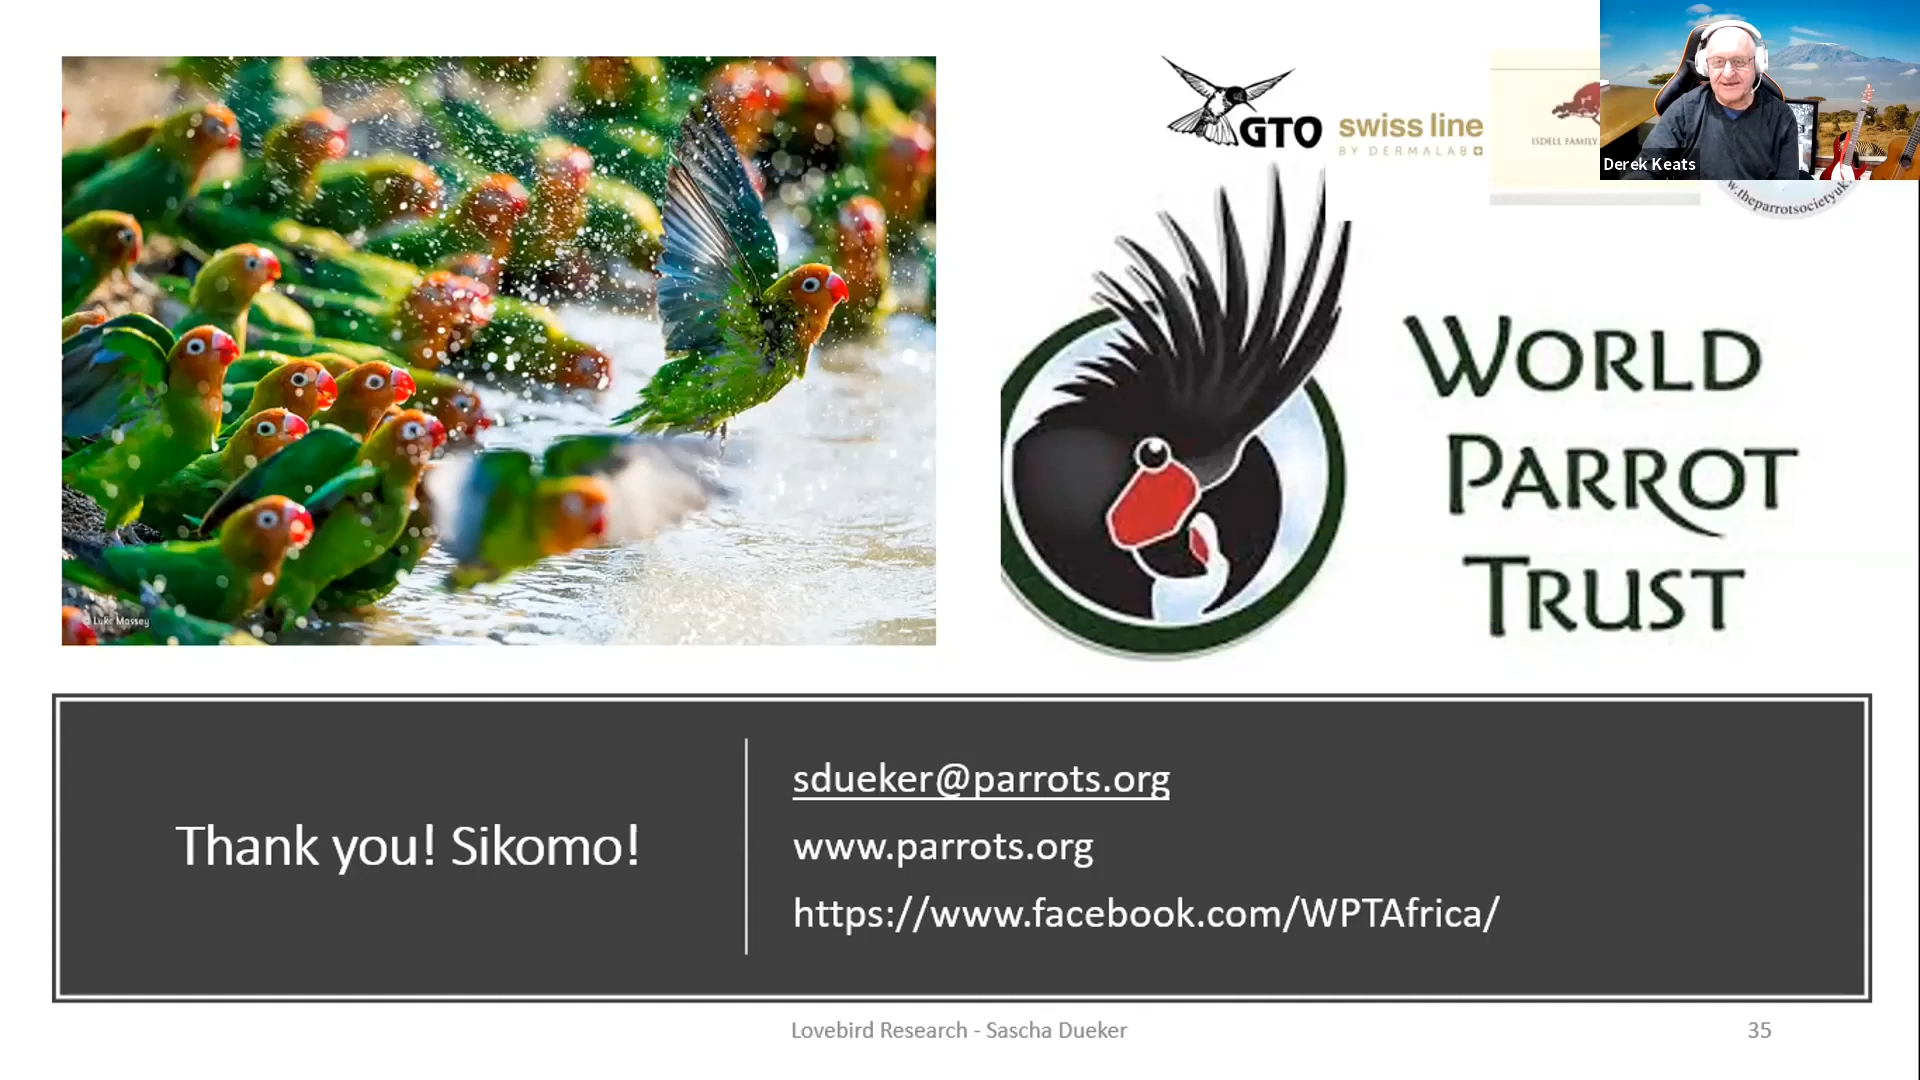 GTO
swiss line
BY DERMALAB
ISDELL FAMILY
Derek Keats
w.theparrotsocietyuk.
WORLD
PARROT
TRUST
© Luke Massey
Thank you! Sikomo!
sdueker@parrots.org
www.parrots.org
https://www.facebook.com/WPTAfrica/
Lovebird Research - Sascha Dueker
35